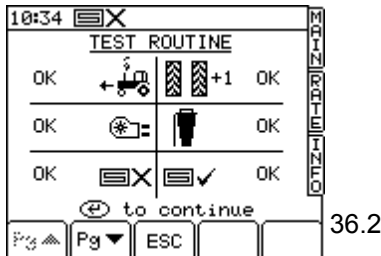 10:34
TEST ROUTINE
OK +1 OK
OK OK
OK OK
to continue
Pg Pg ESC
MAIN
RATE
INFO
36.2